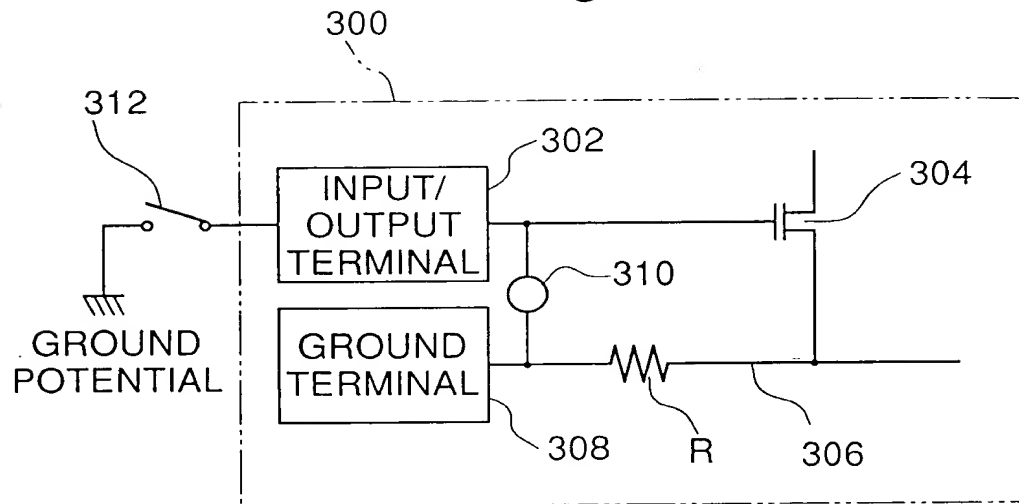 300
312
302
304
INPUT/
OUTPUT
TERMINAL
310
GROUND
POTENTIAL
GROUND
TERMINAL
308
R
306